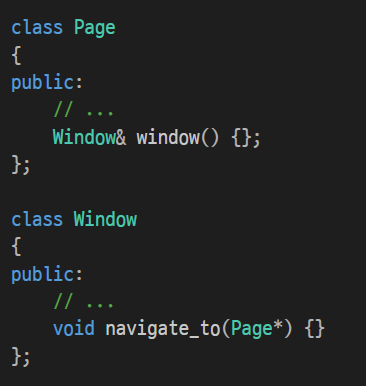 class Page
{
public:
    // ...
    Window& window() {};
};

class Window
{
public:
    // ...
    void navigate_to(Page*) {}
};